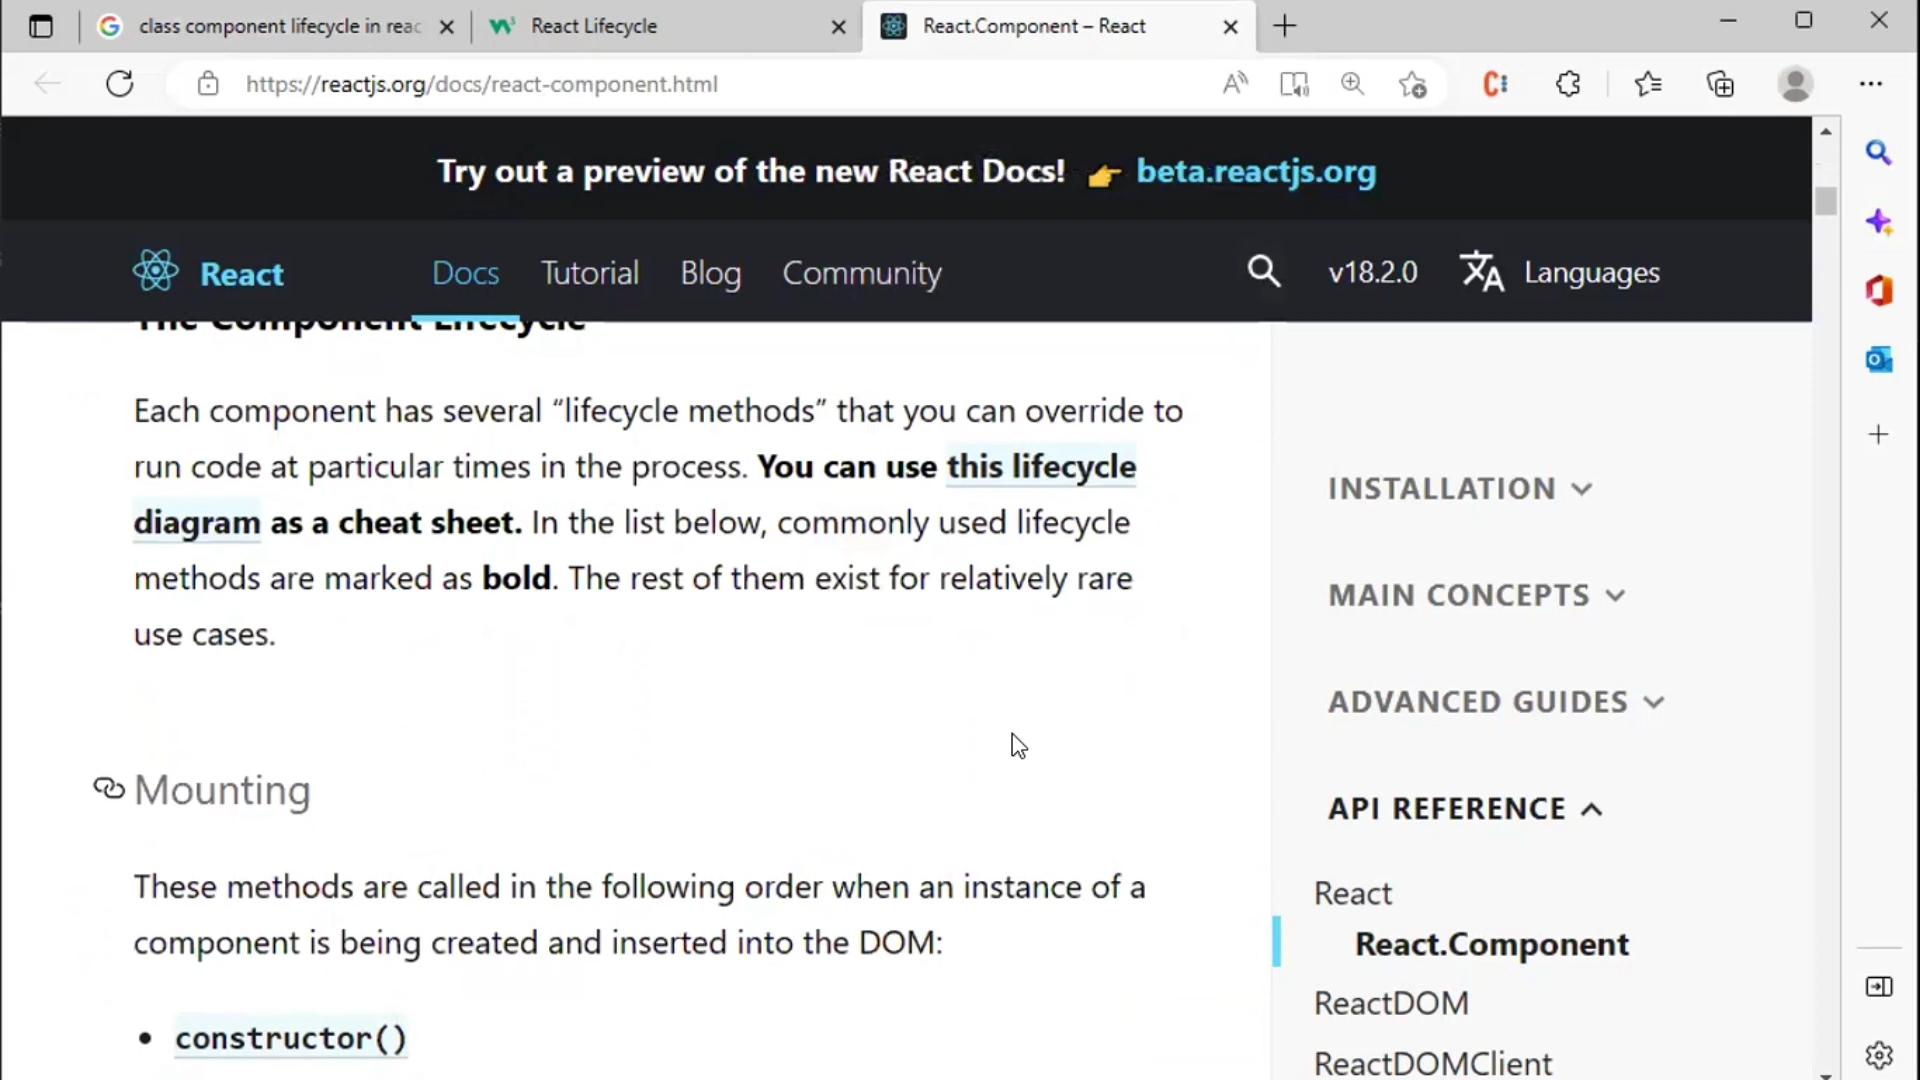 class component lifecycle in reac
React Lifecycle
React.Component – React
https://reactjs.org/docs/react-component.html
Try out a preview of the new React Docs! 👉 beta.reactjs.org
React
Docs
Tutorial
Blog
Community
v18.2.0
Languages
The Component Lifecycle
Each component has several “lifecycle methods” that you can override to
run code at particular times in the process. You can use this lifecycle
diagram as a cheat sheet. In the list below, commonly used lifecycle
methods are marked as bold. The rest of them exist for relatively rare
use cases.
Mounting
These methods are called in the following order when an instance of a
component is being created and inserted into the DOM:
• constructor()
INSTALLATION
MAIN CONCEPTS
ADVANCED GUIDES
API REFERENCE
React
React.Component
ReactDOM
ReactDOMClient